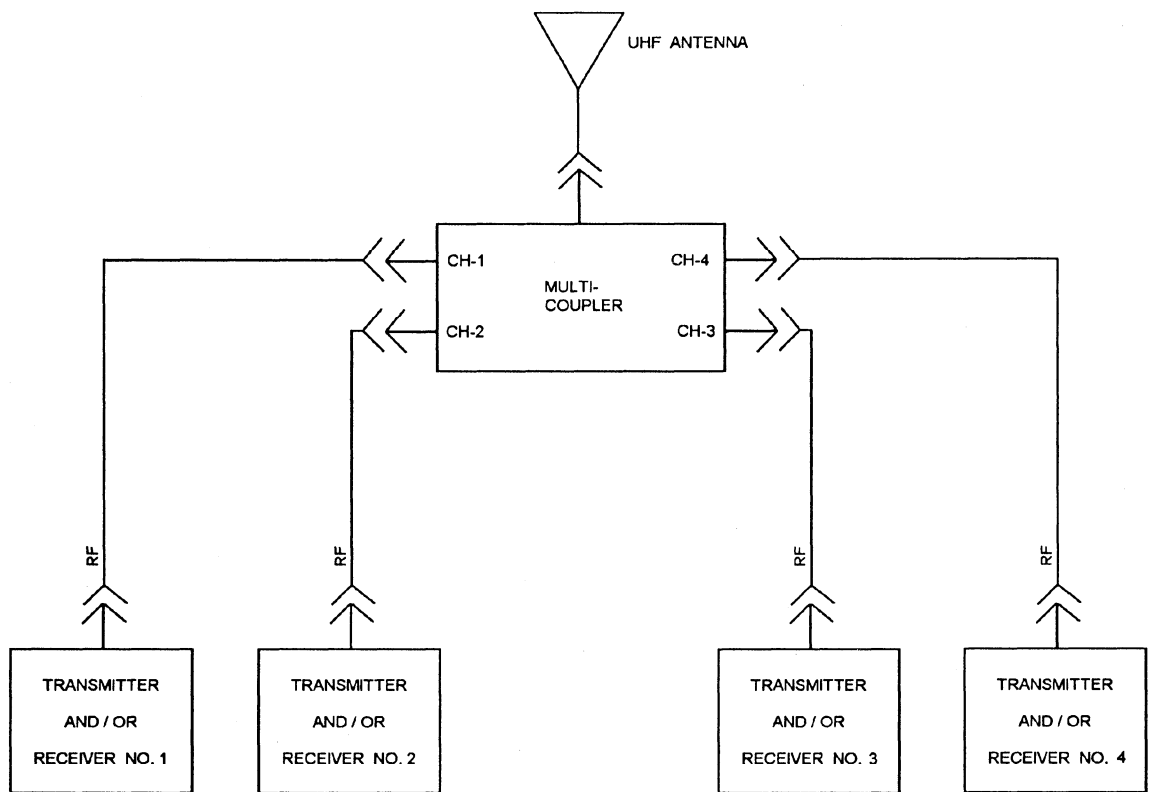 UHF ANTENNA
CH-1
CH-4
MULTI-
COUPLER
CH-2
CH-3
RF
RF
RF
RF
TRANSMITTER
AND / OR
RECEIVER NO. 1
TRANSMITTER
AND / OR
RECEIVER NO. 2
TRANSMITTER
AND / OR
RECEIVER NO. 3
TRANSMITTER
AND / OR
RECEIVER NO. 4